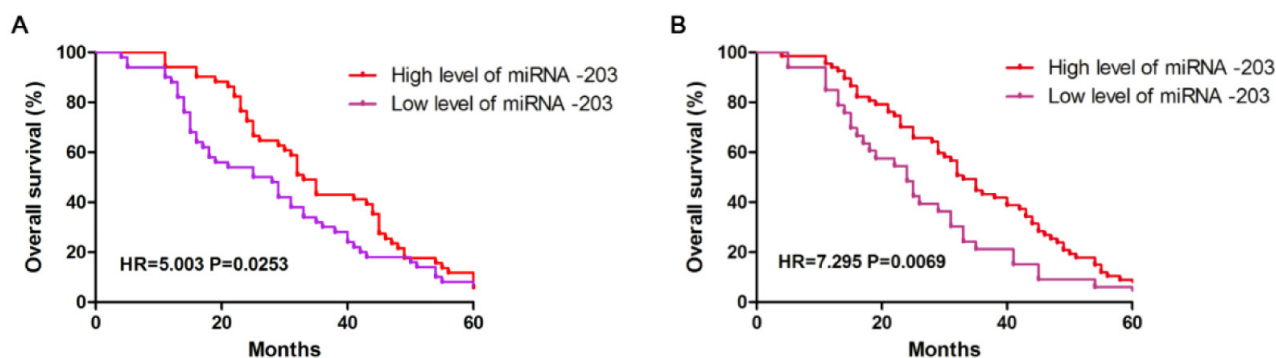 A
100
80
60
40
20
0
Overall survival (%)
High level of miRNA -203
Low level of miRNA -203
HR=5.003 P=0.0253
0 20 40 60
Months
B
100
80
60
40
20
0
Overall survival (%)
High level of miRNA -203
Low level of miRNA -203
HR=7.295 P=0.0069
0 20 40 60
Months